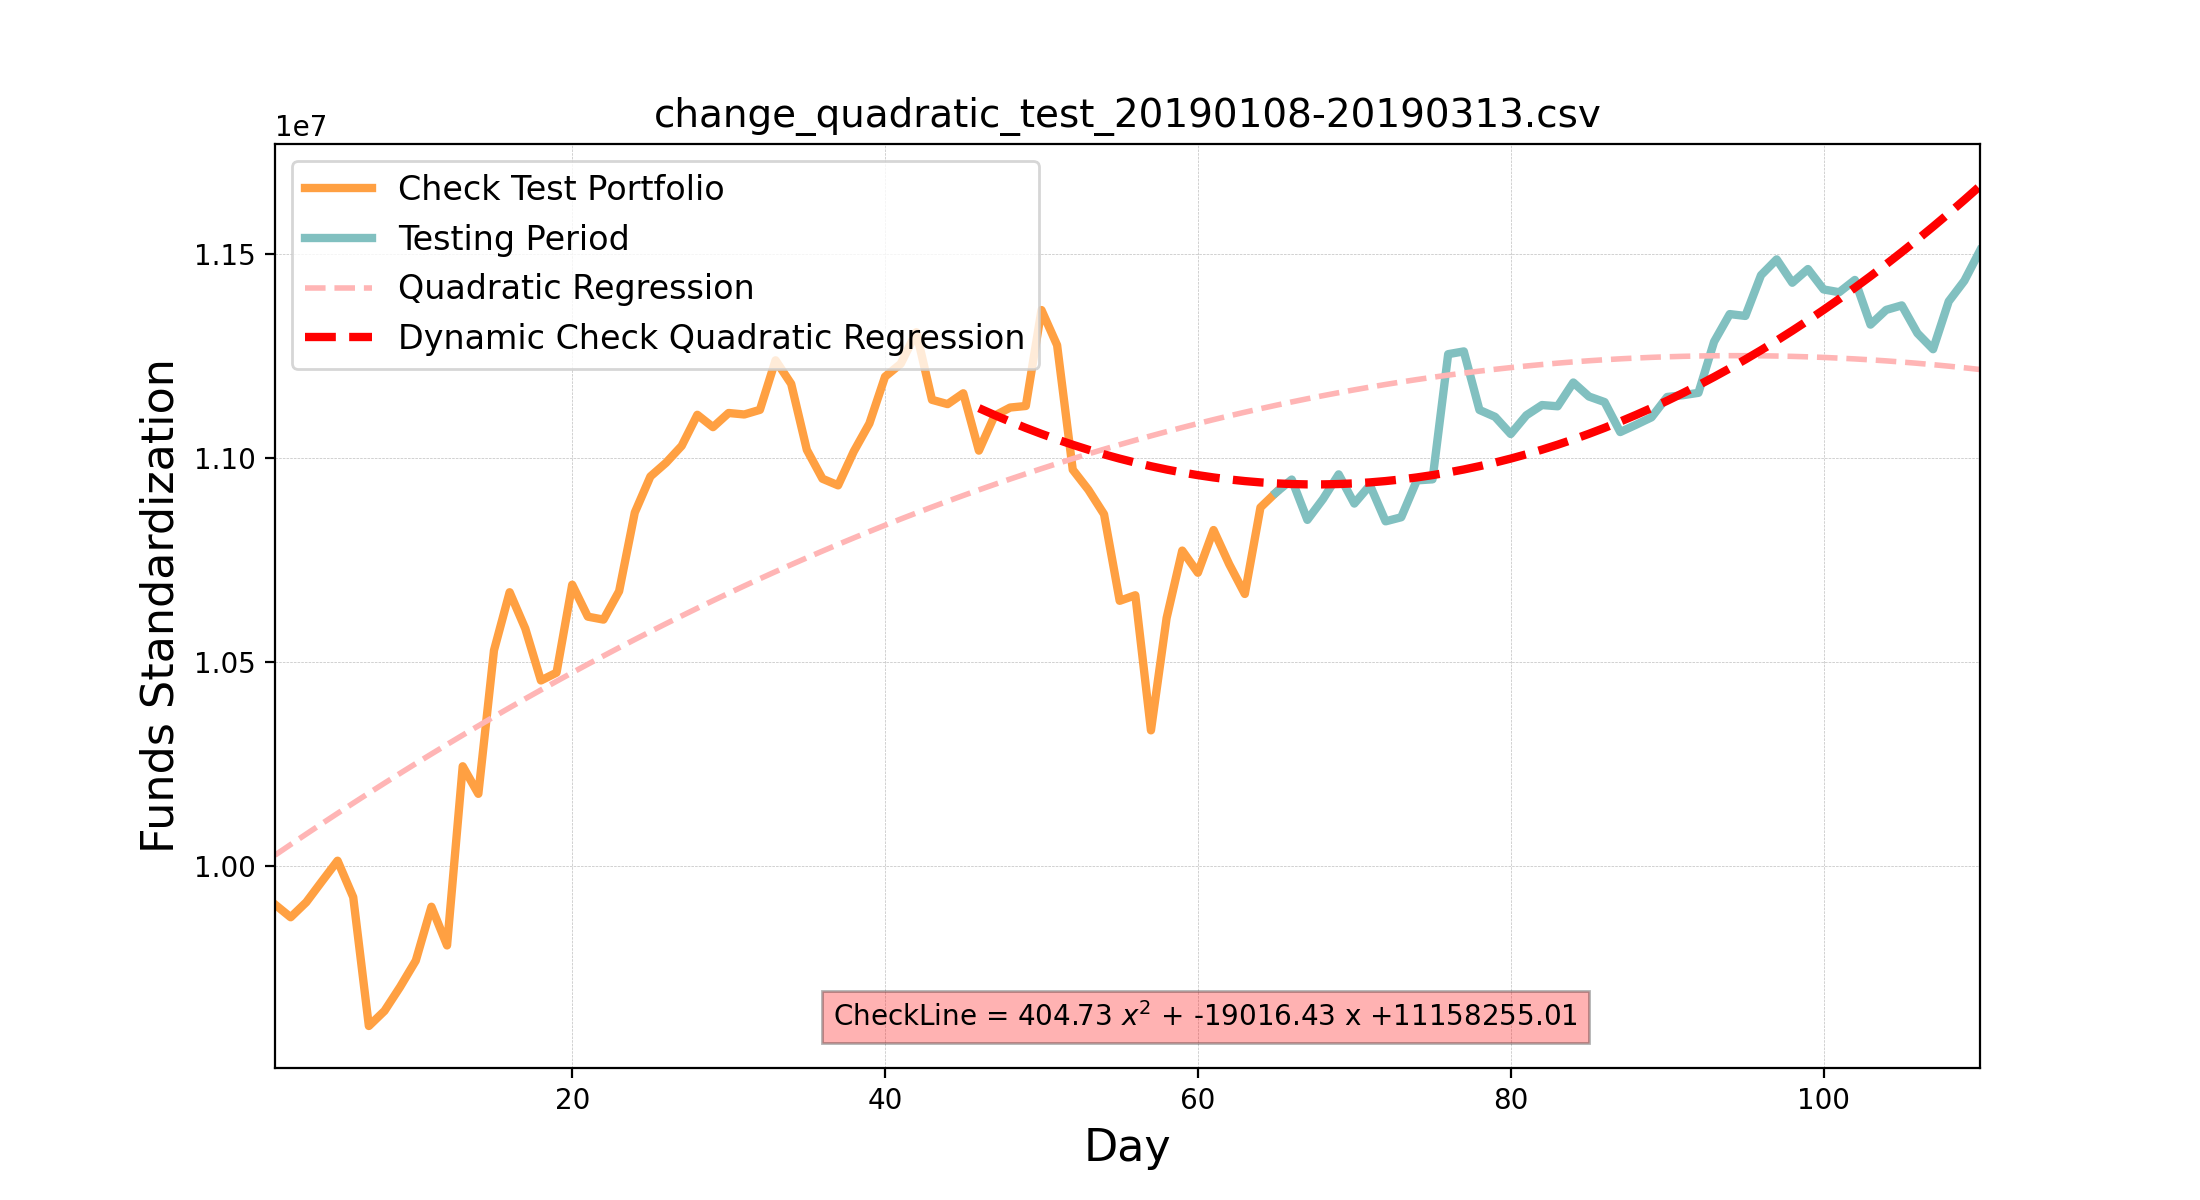 change_quadratic_test_20190108-20190313.csv
1e7
Check Test Portfolio
Testing Period
Quadratic Regression
Dynamic Check Quadratic Regression
1.15
1.10
1.05
1.00
Funds Standardization
CheckLine = 404.73 x² + -19016.43 x +11158255.01
20 40 60 80 100
Day